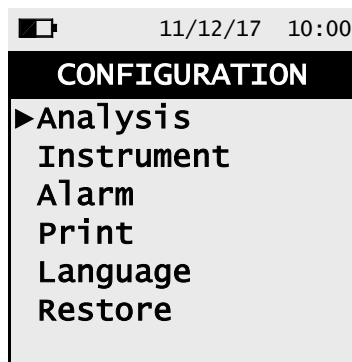 11/12/17 10:00
CONFIGURATION
▶Analysis
Instrument
Alarm
Print
Language
Restore